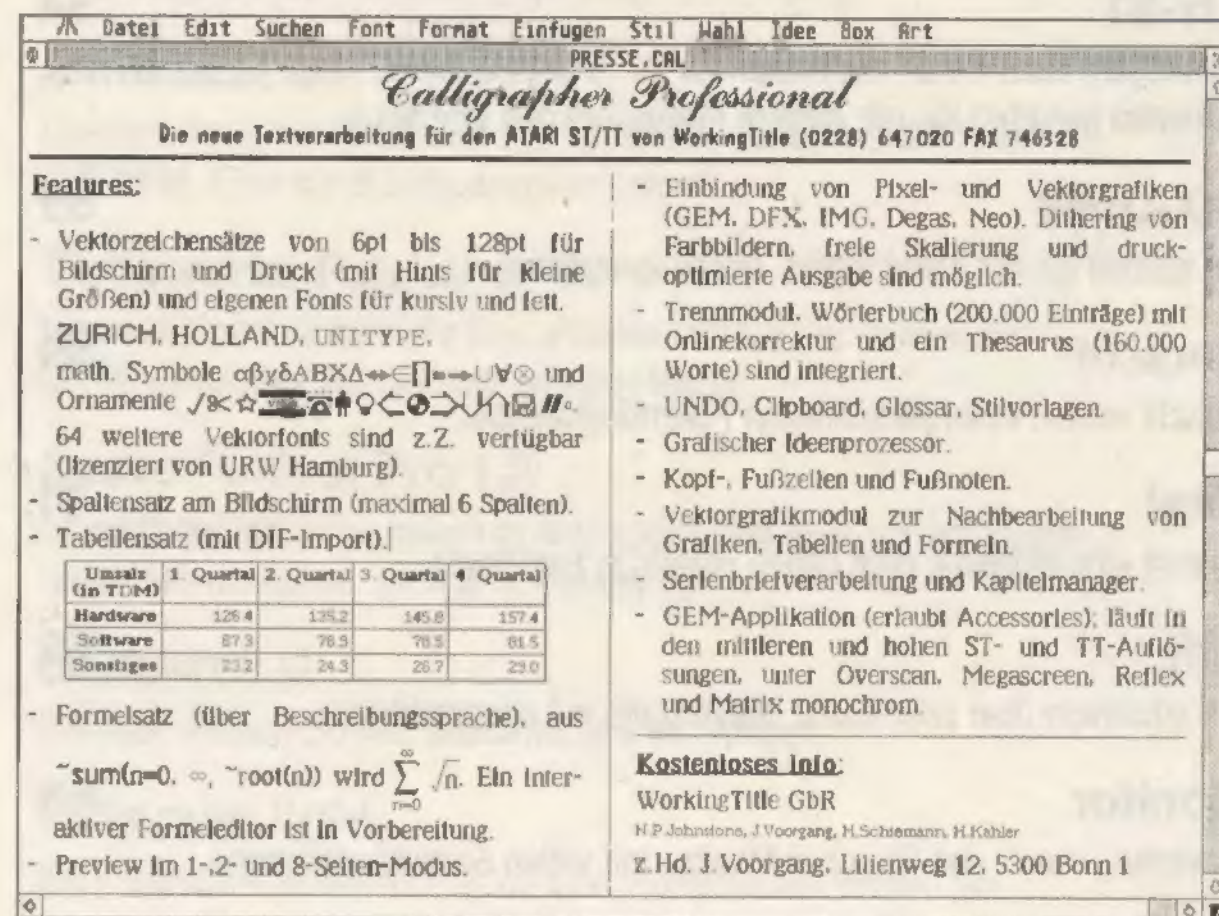 Datei Edit Suchen Font Format Einfugen Stil Wahl Idee Box Art
PRESSE.CAL
Calligrapher Professional
Die neue Textverarbeitung für den ATARI ST/TT von WorkingTitle (0228) 647020 FAX 746328
Features:
- Vektorzeichensätze von 6pt bis 128pt für
Bildschirm und Druck (mit Hints für kleine
Größen) und eigenen Fonts für kursiv und fett.
ZURICH, HOLLAND, UNITYPE,
math. Symbole αβγδΑΒΧΔ⇔∈∏⇐→∪∀⊗ und
Ornamente
64 weitere Vektorfonts sind z.Z. verfügbar
(lizenziert von URW Hamburg).
- Spaltensatz am Bildschirm (maximal 6 Spalten).
- Tabellensatz (mit DIF-Import).
Umsatz (in TDM) 1. Quartal 2. Quartal 3. Quartal 4. Quartal
Hardware 126.4 135.2 145.8 157.4
Software 87.3 78.5 81.5
Sonstiges 23.2 24.3 26.7 29.0
- Formelsatz (über Beschreibungssprache), aus
~sum(n=0, ∞, ~root(n)) wird ∑ n=0 ∞ √n. Ein inter-
aktiver Formeleditor ist in Vorbereitung.
- Preview im 1-,2- und 8-Seiten-Modus.
- Einbindung von Pixel- und Vektorgrafiken
(GEM, DFX, IMG, Degas, Neo). Dithering von
Farbbildern, freie Skalierung und druck-
optimierte Ausgabe sind möglich.
- Trennmodul, Wörterbuch (200.000 Einträge) mit
Onlinekorrektur und ein Thesaurus (160.000
Worte) sind integriert.
- UNDO, Clipboard, Glossar, Stilvorlagen.
- Grafischer Ideenprozessor.
- Kopf-, Fußzeilen und Fußnoten.
- Vektorgrafikmodul zur Nachbearbeitung von
Grafiken, Tabellen und Formeln.
- Serienbriefverarbeitung und Kapitelmanager.
- GEM-Applikation (erlaubt Accessories); läuft in
den mittleren und hohen ST- und TT-Auflö-
sungen, unter Overscan, Megascreen, Reflex
und Matrix monochrom
Kostenloses Info:
WorkingTitle GbR
N.P.Johnstone, J.Voorgang, H.Schiemann, H.Kahler
z.Hd. J.Voorgang, Lilienweg 12, 5300 Bonn 1